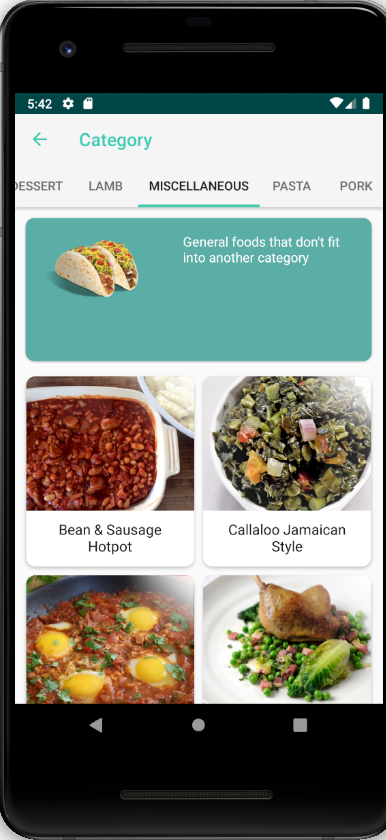 5:42
Category
DESSERT LAMB MISCELLANEOUS PASTA PORK
General foods that don't fit
into another category
Bean & Sausage
Hotpot
Callaloo Jamaican
Style